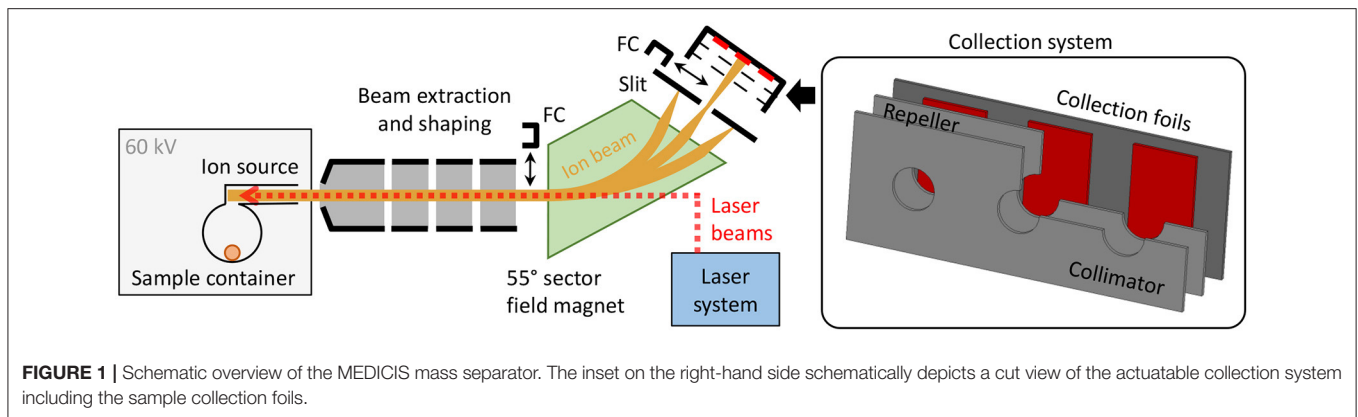 60 kV
Ion source
Sample container
Beam extraction
and shaping
FC
55° sector
field magnet
Ion beam
FC
Slit
Laser
beams
Laser
system
Collection system
Collection foils
Repeller
Collimator
FIGURE 1 | Schematic overview of the MEDICIS mass separator. The inset on the right-hand side schematically depicts a cut view of the actuatable collection system
including the sample collection foils.